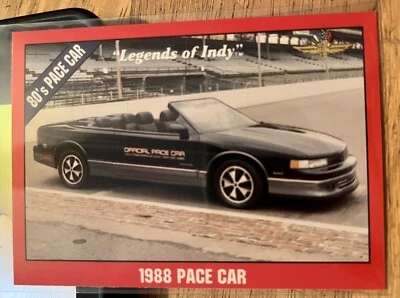 80's PACE CAR
"Legends of Indy"
OFFICIAL PACE CAR
1988 PACE CAR